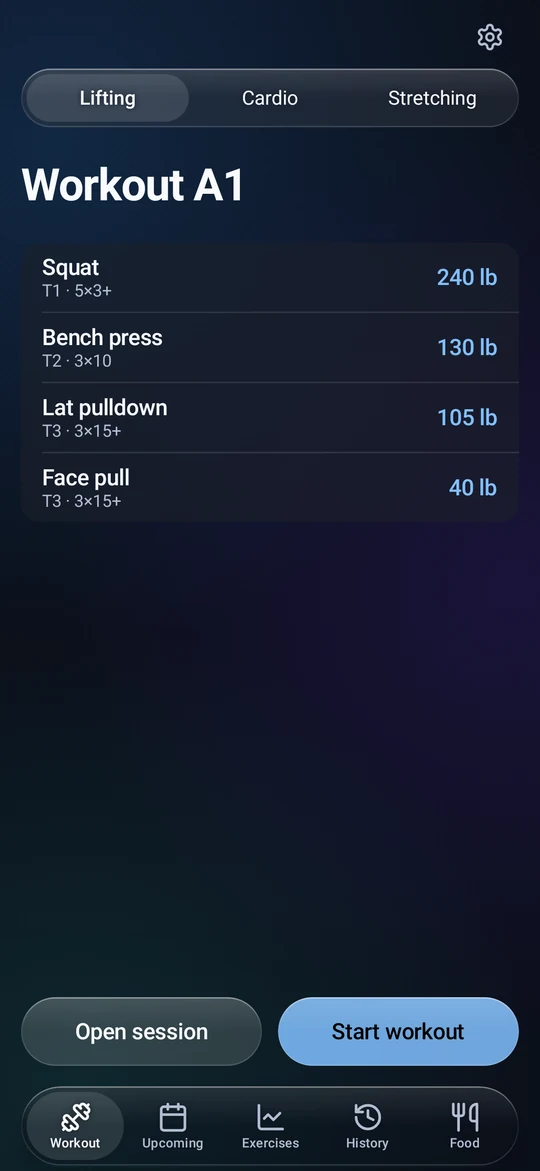 Lifting
Cardio
Stretching
Workout A1
Squat
240 lb
T1 · 5×3+
Bench press
130 lb
T2 · 3×10
Lat pulldown
105 lb
T3 · 3×15+
Face pull
40 lb
T3 · 3×15+
Open session
Start workout
Workout
Upcoming
Exercises
History
Food